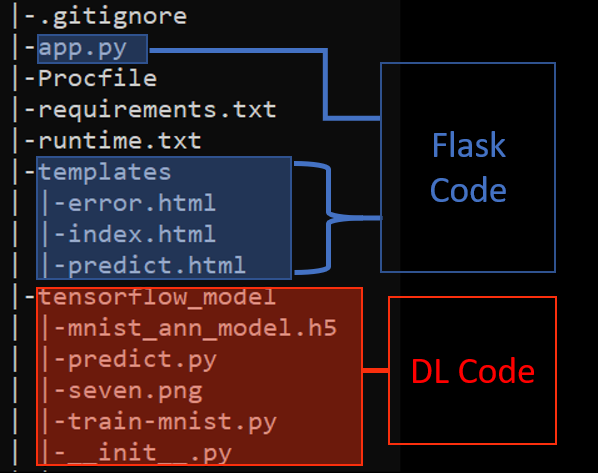 |-.gitignore
|-app.py
|-Procfile
|-requirements.txt
|-runtime.txt
|-templates
| |-error.html
| |-index.html
| |-predict.html
|-tensorflow_model
| |-mnist_ann_model.h5
| |-predict.py
| |-seven.png
| |-train-mnist.py
| |-__init__.py
Flask
Code
DL Code